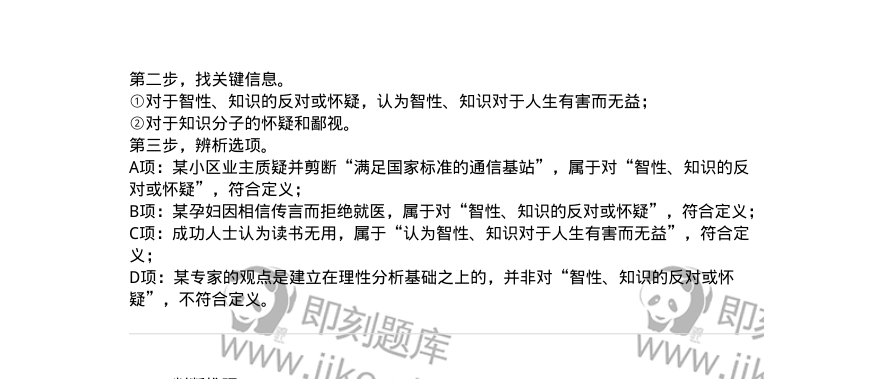 第二步，找关键信息。
①对于智性、知识的反对或怀疑，认为智性、知识对于人生有害而无益；
②对于知识分子的怀疑和鄙视。
第三步，辨析选项。
A项：某小区业主质疑并剪断“满足国家标准的通信基站”，属于对“智性、知识的反
对或怀疑”，符合定义；
B项：某孕妇因相信传言而拒绝就医，属于对“智性、知识的反对或怀疑”，符合定义；
C项：成功人士认为读书无用，属于“认为智性、知识对于人生有害而无益”，符合定
义；
D项：某专家的观点是建立在理性分析基础之上的，并非对“智性、知识的反对或怀
疑”，不符合定义。
即刻题库
即刻
www.jike
www.ji